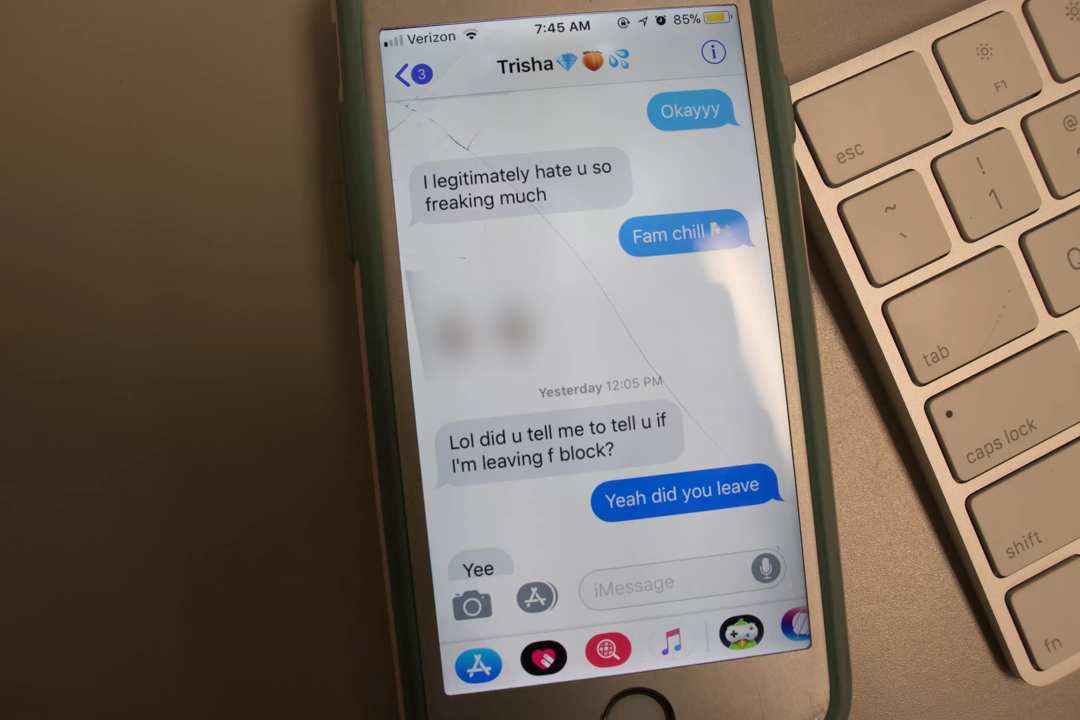 Verizon 7:45 AM 85%
3 Trisha💎🍑💦 i
Okayyy
I legitimately hate u so
freaking much
Fam chill
Yesterday 12:05 PM
Lol did u tell me to tell u if
I'm leaving f block?
Yeah did you leave
Yee
iMessage
esc
F1
@
~
`
!
1
Q
tab
caps lock
shift
fn